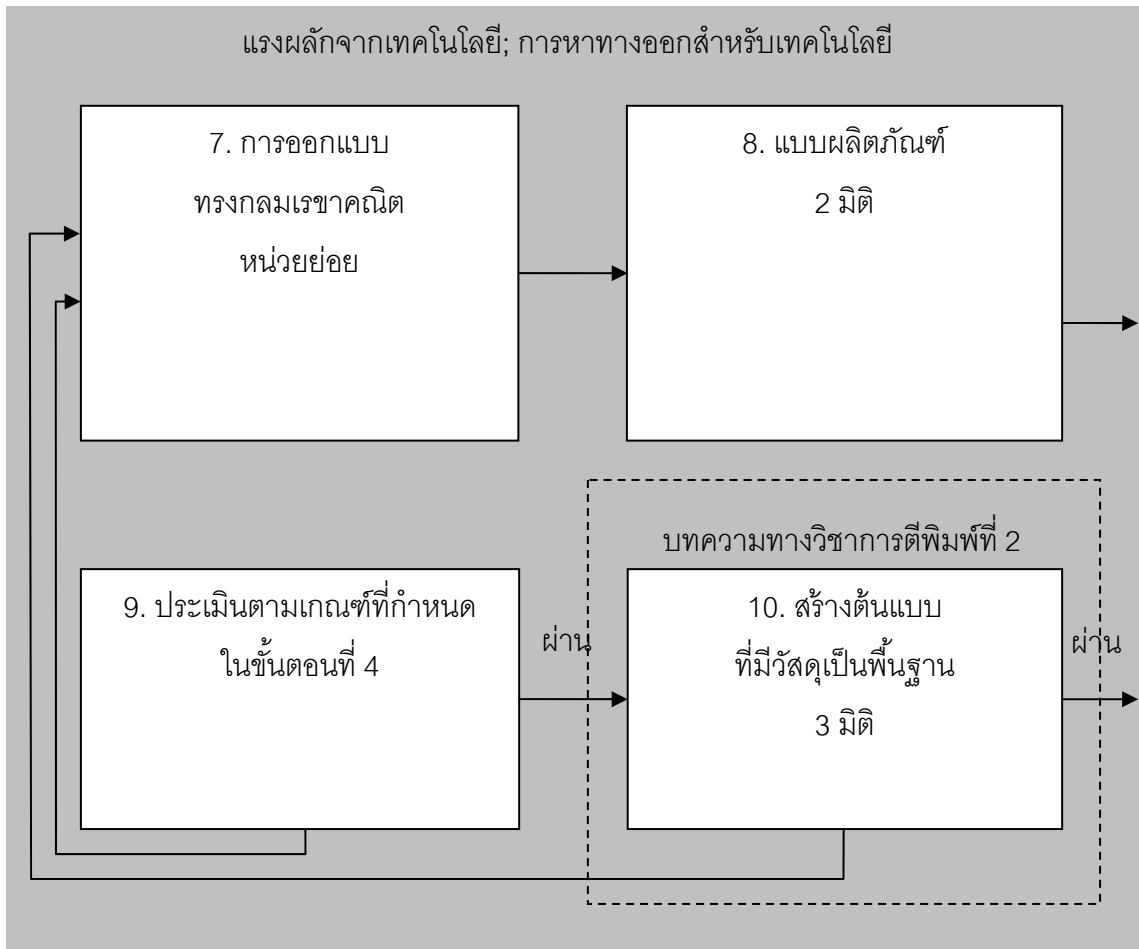 แรงผลักจากเทคโนโลยี; การหาทางออกสำหรับเทคโนโลยี
7. การออกแบบ
ทรงกลมเรขาคณิต
หน่วยย่อย
8. แบบผลิตภัณฑ์
2 มิติ
บทความทางวิชาการตีพิมพ์ที่ 2
9. ประเมินตามเกณฑ์ที่กำหนด
ในขั้นตอนที่ 4
ผ่าน
10. สร้างต้นแบบ
ที่มีวัสดุเป็นพื้นฐาน
3 มิติ
ผ่าน